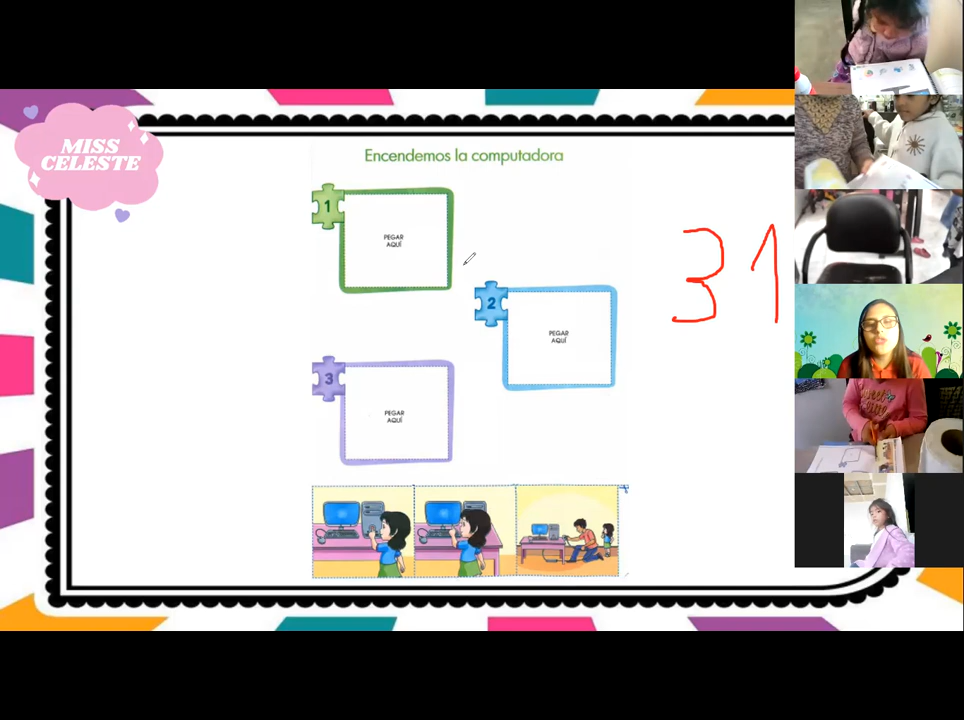 MISS
CELESTE
Encendemos la computadora
1
PEGAR
AQUÍ
31
2
PEGAR
AQUÍ
3
PEGAR
AQUÍ